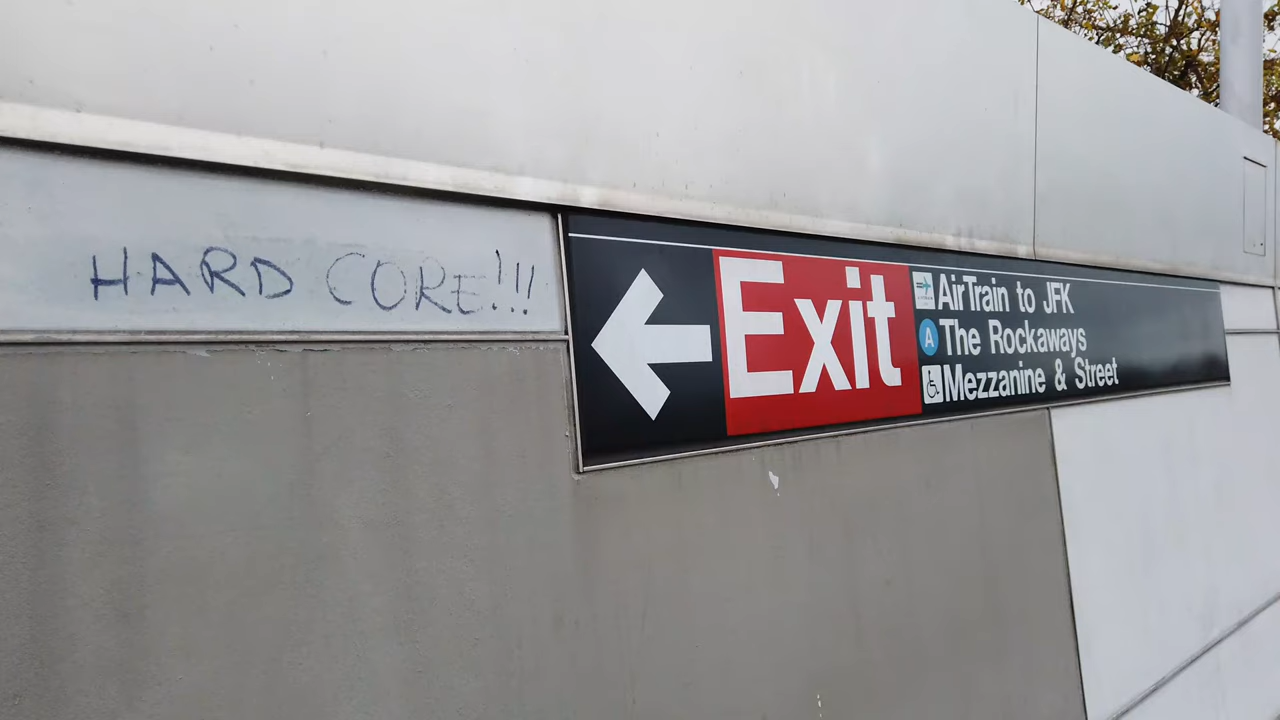 HARD CORE!!!
Exit
AirTrain to JFK
A The Rockaways
Mezzanine & Street